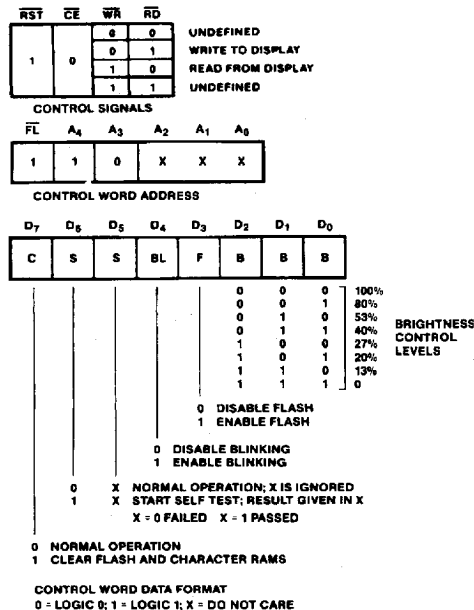 RST CE WR RD
0 0 UNDEFINED
0 1 WRITE TO DISPLAY
1 0 1 0 READ FROM DISPLAY
1 1 UNDEFINED
CONTROL SIGNALS
FL A4 A3 A2 A1 A0
1 1 0 X X X
CONTROL WORD ADDRESS
D7 D6 D5 D4 D3 D2 D1 D0
C S S BL F B B B
0 0 0 100%
0 0 1 80%
0 1 0 53%
0 1 1 40%
1 0 0 27%
1 0 1 20%
1 1 0 13%
1 1 1 0
BRIGHTNESS
CONTROL
LEVELS
0 DISABLE FLASH
1 ENABLE FLASH
0 DISABLE BLINKING
1 ENABLE BLINKING
0 X NORMAL OPERATION; X IS IGNORED
1 X START SELF TEST; RESULT GIVEN IN X
X = 0 FAILED X = 1 PASSED
0 NORMAL OPERATION
1 CLEAR FLASH AND CHARACTER RAMS
CONTROL WORD DATA FORMAT
0 = LOGIC 0; 1 = LOGIC 1; X = DO NOT CARE